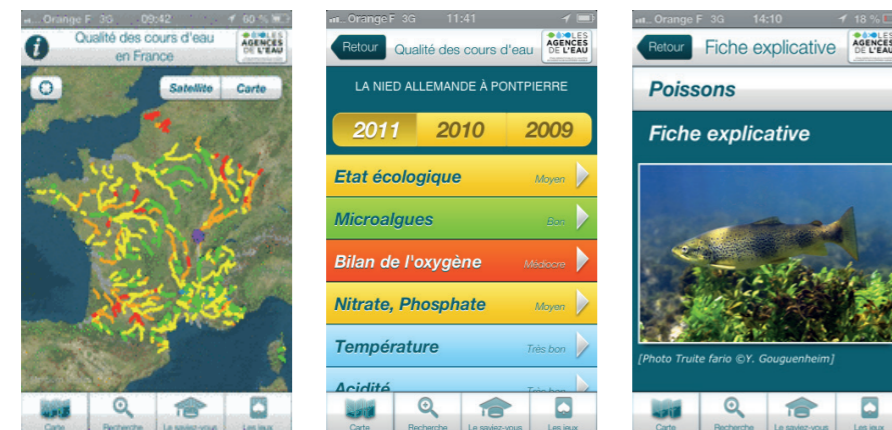 Orange F 3G 09:42 60 %
Qualité des cours d'eau
en France
LES
AGENCES
DE L'EAU
Satellite Carte
Carte Recherche Le saviez-vous Les jeux
Orange F 3G 11:41
Retour Qualité des cours d'eau
LES
AGENCES
DE L'EAU
LA NIED ALLEMANDE À PONTPIERRE
2011 2010 2009
Etat écologique Moyen
Microalgues Bon
Bilan de l'oxygène Médiocre
Nitrate, Phosphate Moyen
Température Très bon
Acidité Très bon
Carte Recherche Le saviez-vous Les jeux
Orange F 3G 14:10 18 %
Retour Fiche explicative
LES
AGENCES
DE L'EAU
Poissons
Fiche explicative
[Photo Truite fario ©Y. Gouguenheim]
Carte Recherche Le saviez-vous Les jeux